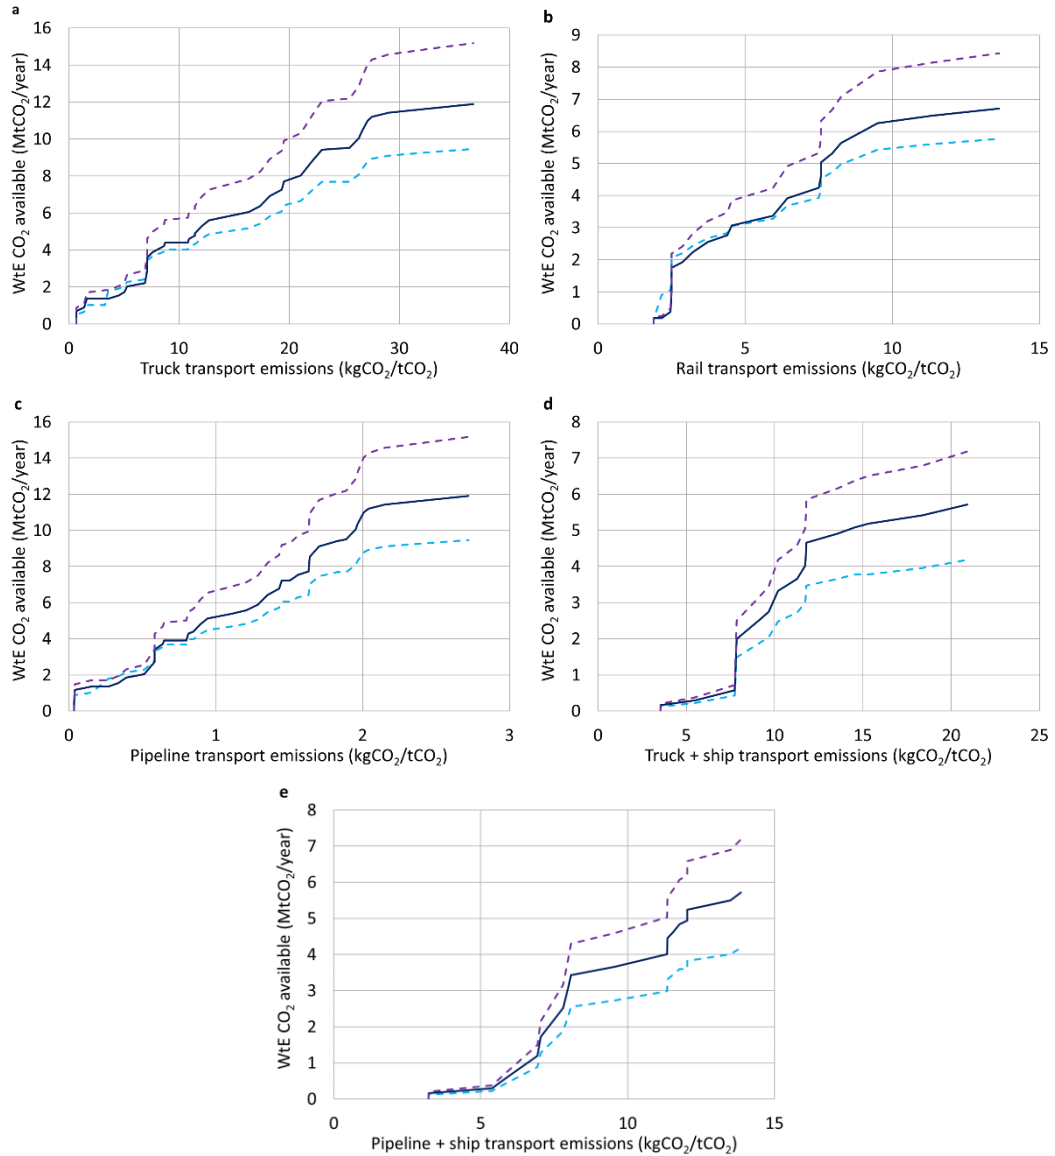 a
WtE CO₂ available (MtCO₂/year)
16
14
12
10
8
6
4
2
0
0 10 20 30 40
Truck transport emissions (kgCO₂/tCO₂)
b
WtE CO₂ available (MtCO₂/year)
9
8
7
6
5
4
3
2
1
0
0 5 10 15
Rail transport emissions (kgCO₂/tCO₂)
c
WtE CO₂ available (MtCO₂/year)
16
14
12
10
8
6
4
2
0
0 1 2 3
Pipeline transport emissions (kgCO₂/tCO₂)
d
WtE CO₂ available (MtCO₂/year)
8
7
6
5
4
3
2
1
0
0 5 10 15 20 25
Truck + ship transport emissions (kgCO₂/tCO₂)
e
WtE CO₂ available (MtCO₂/year)
8
7
6
5
4
3
2
1
0
0 5 10 15
Pipeline + ship transport emissions (kgCO₂/tCO₂)